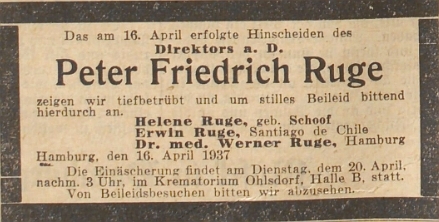 Das am 16. April erfolgte Hinscheiden des
Direktors a. D.
Peter Friedrich Ruge
zeigen wir tiefbetrübt und um stilles Beileid bittend
hierdurch an.
Helene Ruge, geb. Schoof
Erwin Ruge, Santiago de Chile
Dr. med. Werner Ruge, Hamburg
Hamburg, den 16. April 1937
Die Einäscherung findet am Dienstag, dem 20. April,
nachm. 3 Uhr, im Krematorium Ohlsdorf, Halle B, statt.
Von Beileidsbesuchen bitten wir abzusehen.